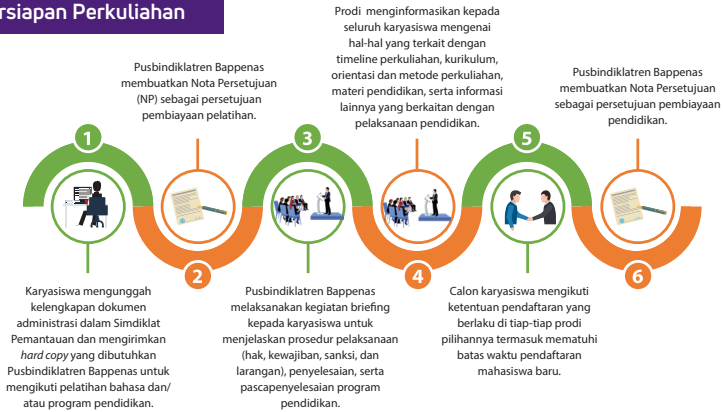 rsiapan Perkuliahan
1
Karyasiswa mengunggah
kelengkapan dokumen
administrasi dalam Simdiklat
Pemantauan dan mengirimkan
hard copy yang dibutuhkan
Pusbindiklatren Bappenas untuk
mengikuti pelatihan bahasa dan/
atau program pendidikan.
Pusbindiklatren Bappenas
membuatkan Nota Persetujuan
(NP) sebagai persetujuan
pembiayaan pelatihan.
2
3
Pusbindiklatren Bappenas
melaksanakan kegiatan briefing
kepada karyasiswa untuk
menjelaskan prosedur pelaksanaan
(hak, kewajiban, sanksi, dan
larangan), penyelesaian, serta
pascapenyelesaian program
pendidikan.
Prodi menginformasikan kepada
seluruh karyasiswa mengenai
hal-hal yang terkait dengan
timeline perkuliahan, kurikulum,
orientasi dan metode perkuliahan,
materi pendidikan, serta informasi
lainnya yang berkaitan dengan
pelaksanaan pendidikan.
4
5
Calon karyasiswa mengikuti
ketentuan pendaftaran yang
berlaku di tiap-tiap prodi
pilihannya termasuk mematuhi
batas waktu pendaftaran
mahasiswa baru.
Pusbindiklatren Bappenas
membuatkan Nota Persetujuan
sebagai persetujuan pembiayaan
pendidikan.
6